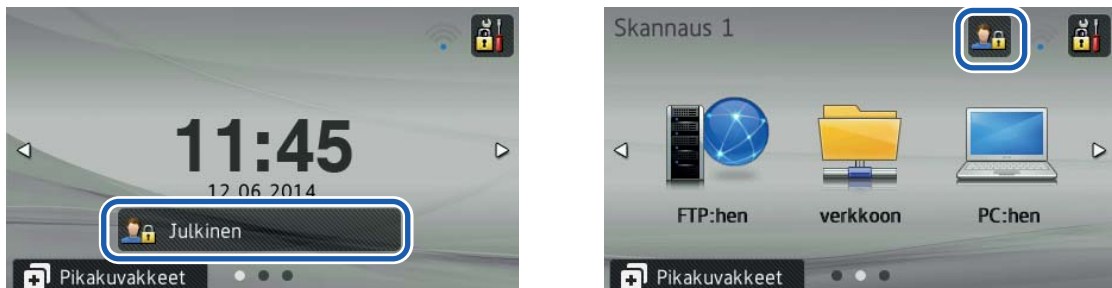 11:45
12.06.2014
Julkinen
Pikakuvakkeet
Skannaus 1
FTP:hen
verkkoon
PC:hen
Pikakuvakkeet